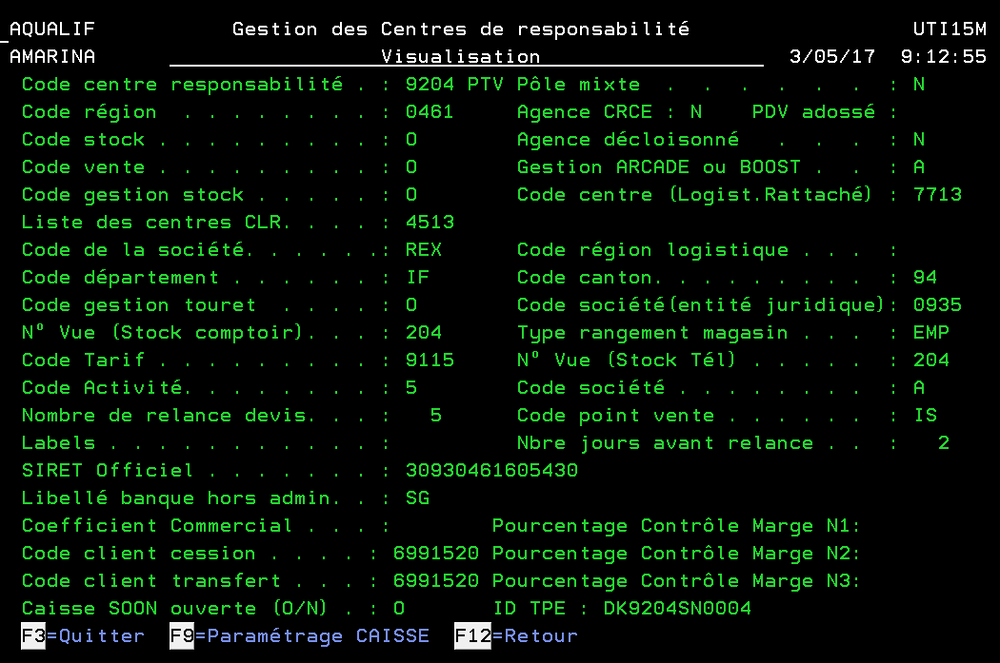 AQUALIF Gestion des Centres de responsabilité UTI15M
AMARINA Visualisation 3/05/17 9:12:55
Code centre responsabilité . : 9204 PTV Pôle mixte . . . . . . : N
Code région . . . . . . . . : 0461 Agence CRCE : N PDV adossé :
Code stock . . . . . . . . . : O Agence décloisonné . . . : N
Code vente . . . . . . . . . : O Gestion ARCADE ou BOOST . . : A
Code gestion stock . . . . . : O Code centre (Logist.Rattaché) : 7713
Liste des centres CLR. . . . : 4513
Code de la société. . . . . .: REX Code région logistique . . . :
Code département . . . . . . : IF Code canton. . . . . . . . . : 94
Code gestion touret . . . . : O Code société(entité juridique): 0935
N° Vue (Stock comptoir). . . : 204 Type rangement magasin . . . : EMP
Code Tarif . . . . . . . . . : 9115 N° Vue (Stock Tél) . . . . . : 204
Code Activité. . . . . . . . : 5 Code société . . . . . . . . : A
Nombre de relance devis. . . : 5 Code point vente . . . . . . : IS
Labels . . . . . . . . . . . : Nbre jours avant relance . . : 2
SIRET Officiel . . . . . . . : 30930461605430
Libellé banque hors admin. . : SG
Coefficient Commercial . . . : Pourcentage Contrôle Marge N1:
Code client cession . . . . : 6991520 Pourcentage Contrôle Marge N2:
Code client transfert . . . : 6991520 Pourcentage Contrôle Marge N3:
Caisse SOON ouverte (O/N) . : O ID TPE : DK9204SN0004
F3=Quitter F9=Paramétrage CAISSE F12=Retour